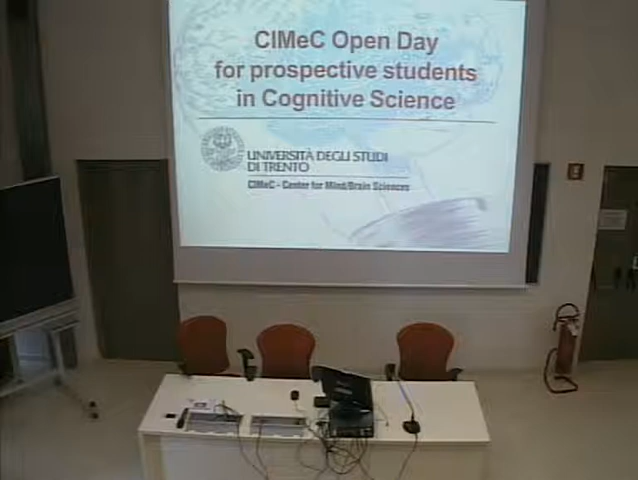 CIMeC Open Day
for prospective students
in Cognitive Science
UNIVERSITÀ DEGLI STUDI
DI TRENTO
CIMeC - Center for Mind/Brain Sciences